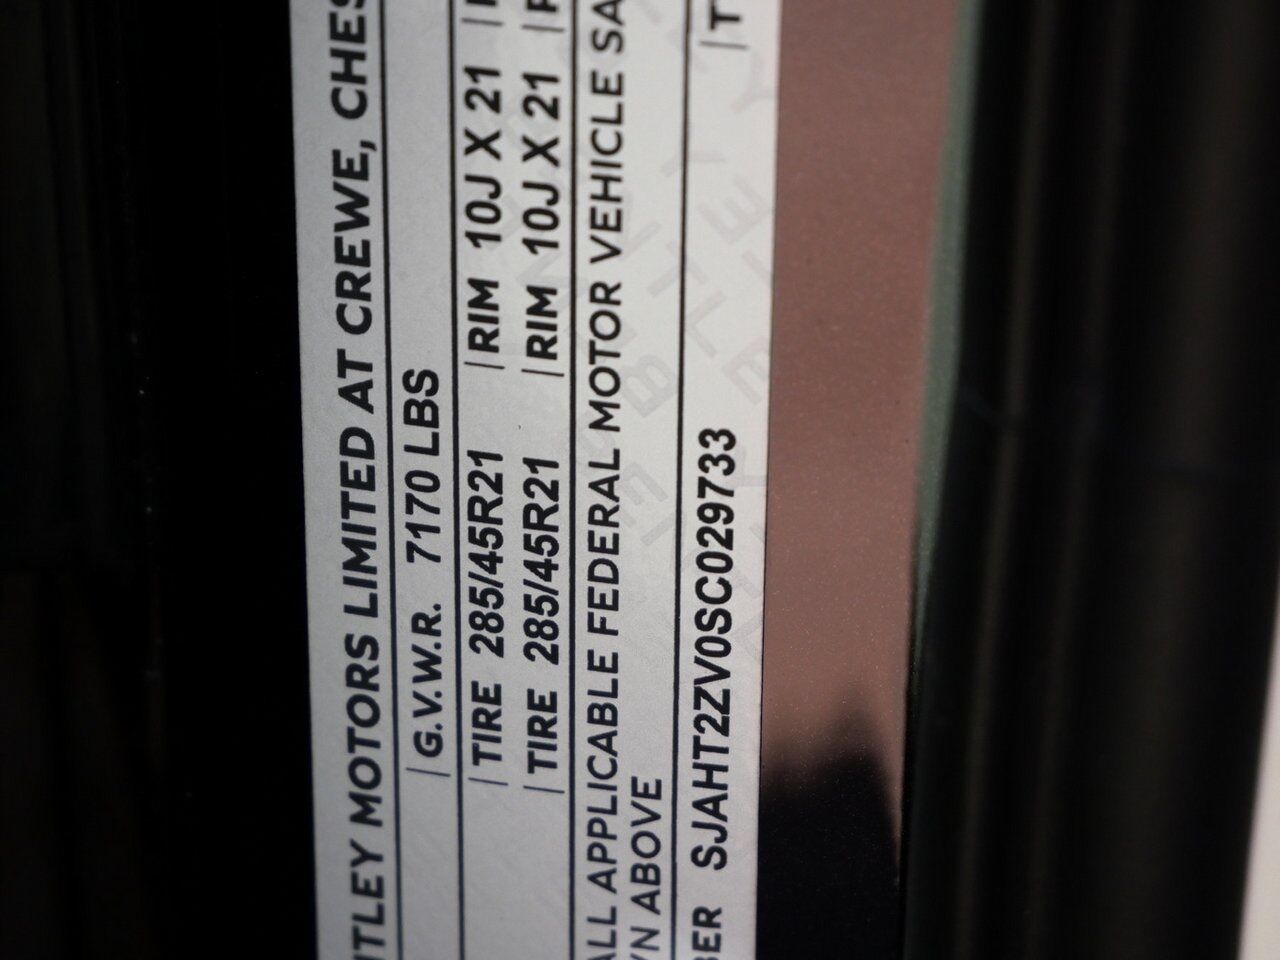 NTLEY MOTORS LIMITED AT CREWE, CHES
G.V.W.R. 7170 LBS
TIRE 285/45R21 RIM 10J X 21
TIRE 285/45R21 RIM 10J X 21
ALL APPLICABLE FEDERAL MOTOR VEHICLE SA
WN ABOVE
BER SJAHT2ZV0SC029733 T